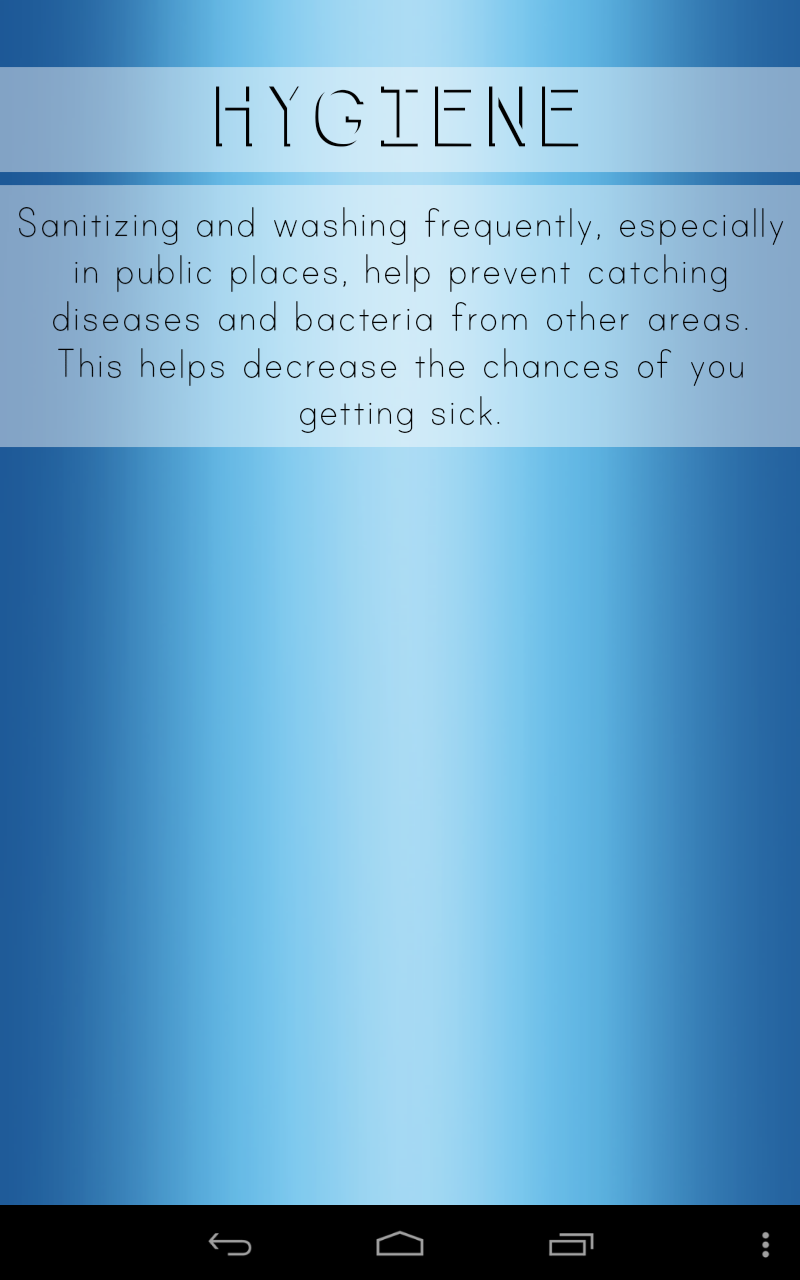 HYGIENE
Sanitizing and washing frequently, especially
in public places, help prevent catching
diseases and bacteria from other areas.
This helps decrease the chances of you
getting sick.